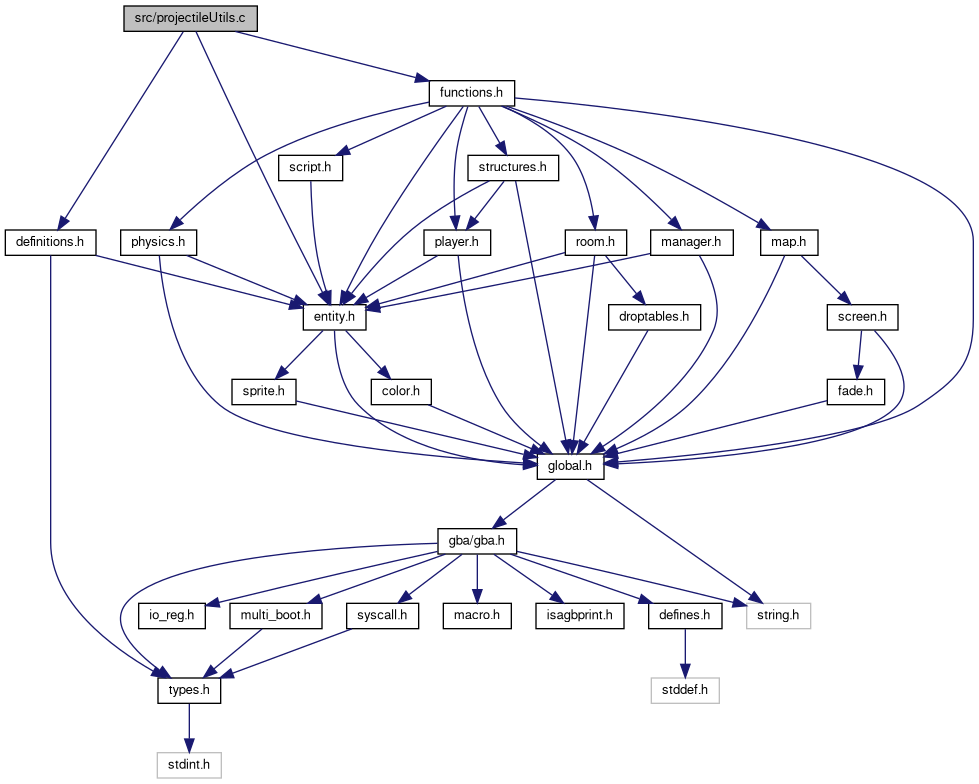 src/projectileUtils.c
functions.h
script.h
structures.h
definitions.h
physics.h
player.h
room.h
manager.h
map.h
entity.h
droptables.h
screen.h
sprite.h
color.h
fade.h
global.h
gba/gba.h
io_reg.h
multi_boot.h
syscall.h
macro.h
isagbprint.h
defines.h
string.h
types.h
stddef.h
stdint.h